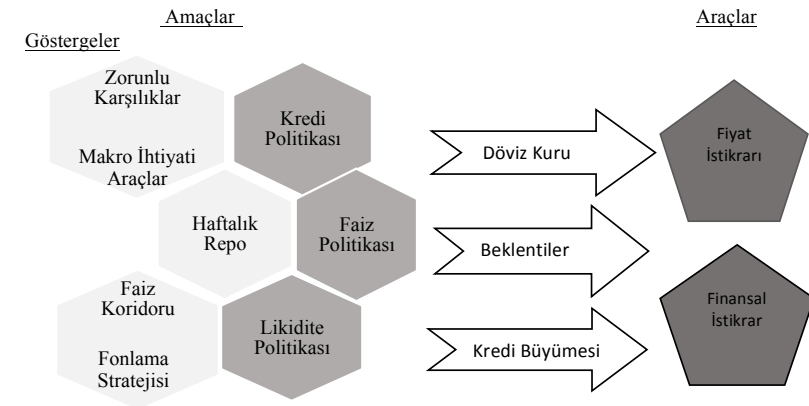 Amaçlar
Araçlar
Göstergeler
Zorunlu
Karşılıklar
Makro İhtiyati
Araçlar
Kredi
Politikası
Haftalık
Repo
Faiz
Politikası
Faiz
Koridoru
Fonlama
Stratejisi
Likidite
Politikası
Döviz Kuru
Beklentiler
Kredi Büyümesi
Fiyat
İstikrarı
Finansal
İstikrar